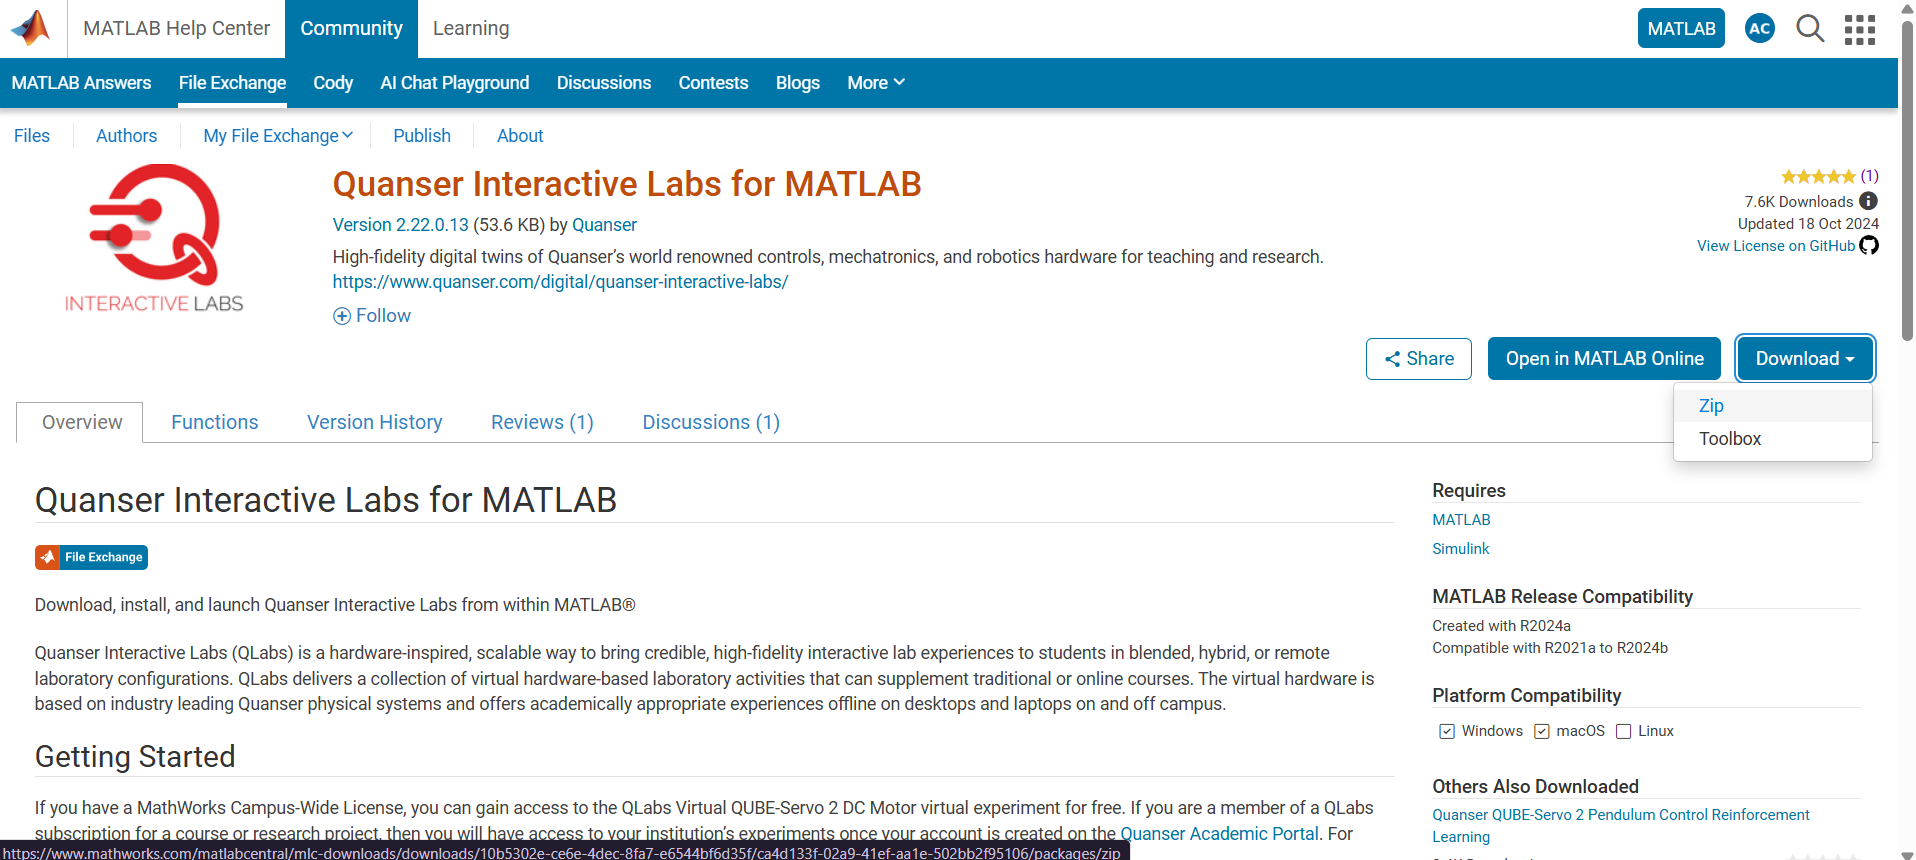 MATLAB Help Center
Community
Learning
MATLAB
AC
MATLAB Answers
File Exchange
Cody
AI Chat Playground
Discussions
Contests
Blogs
More
Files
Authors
My File Exchange
Publish
About
INTERACTIVE LABS
Quanser Interactive Labs for MATLAB
Version 2.22.0.13 (53.6 KB) by Quanser
High-fidelity digital twins of Quanser’s world renowned controls, mechatronics, and robotics hardware for teaching and research.
https://www.quanser.com/digital/quanser-interactive-labs/
Follow
(1)
7.6K Downloads
Updated 18 Oct 2024
View License on GitHub
Share
Open in MATLAB Online
Download
Zip
Toolbox
Overview
Functions
Version History
Reviews (1)
Discussions (1)
Quanser Interactive Labs for MATLAB
File Exchange
Download, install, and launch Quanser Interactive Labs from within MATLAB®
Quanser Interactive Labs (QLabs) is a hardware-inspired, scalable way to bring credible, high-fidelity interactive lab experiences to students in blended, hybrid, or remote
laboratory configurations. QLabs delivers a collection of virtual hardware-based laboratory activities that can supplement traditional or online courses. The virtual hardware is
based on industry leading Quanser physical systems and offers academically appropriate experiences offline on desktops and laptops on and off campus.
Getting Started
If you have a MathWorks Campus-Wide License, you can gain access to the QLabs Virtual QUBE-Servo 2 DC Motor virtual experiment for free. If you are a member of a QLabs
subscription for a course or research project, then you will have access to your institution’s experiments once your account is created on the Quanser Academic Portal. For
https://www.mathworks.com/matlabcentral/mlc-downloads/downloads/10b5302e-ce6e-4dec-8fa7-e6544bf6d35f/ca4d133f-02a9-41ef-aa1e-502bb2f95106/packages/zip
Requires
MATLAB
Simulink
MATLAB Release Compatibility
Created with R2024a
Compatible with R2021a to R2024b
Platform Compatibility
Windows
macOS
Linux
Others Also Downloaded
Quanser QUBE-Servo 2 Pendulum Control Reinforcement
Learning